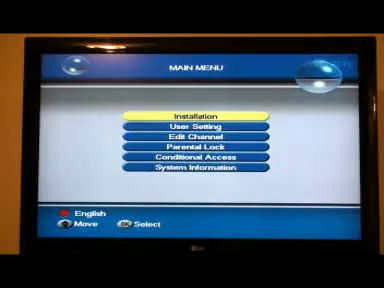 MAIN MENU
Installation
User Setting
Edit Channel
Parental Lock
Conditional Access
System Information
English
Move
OK Select
LG